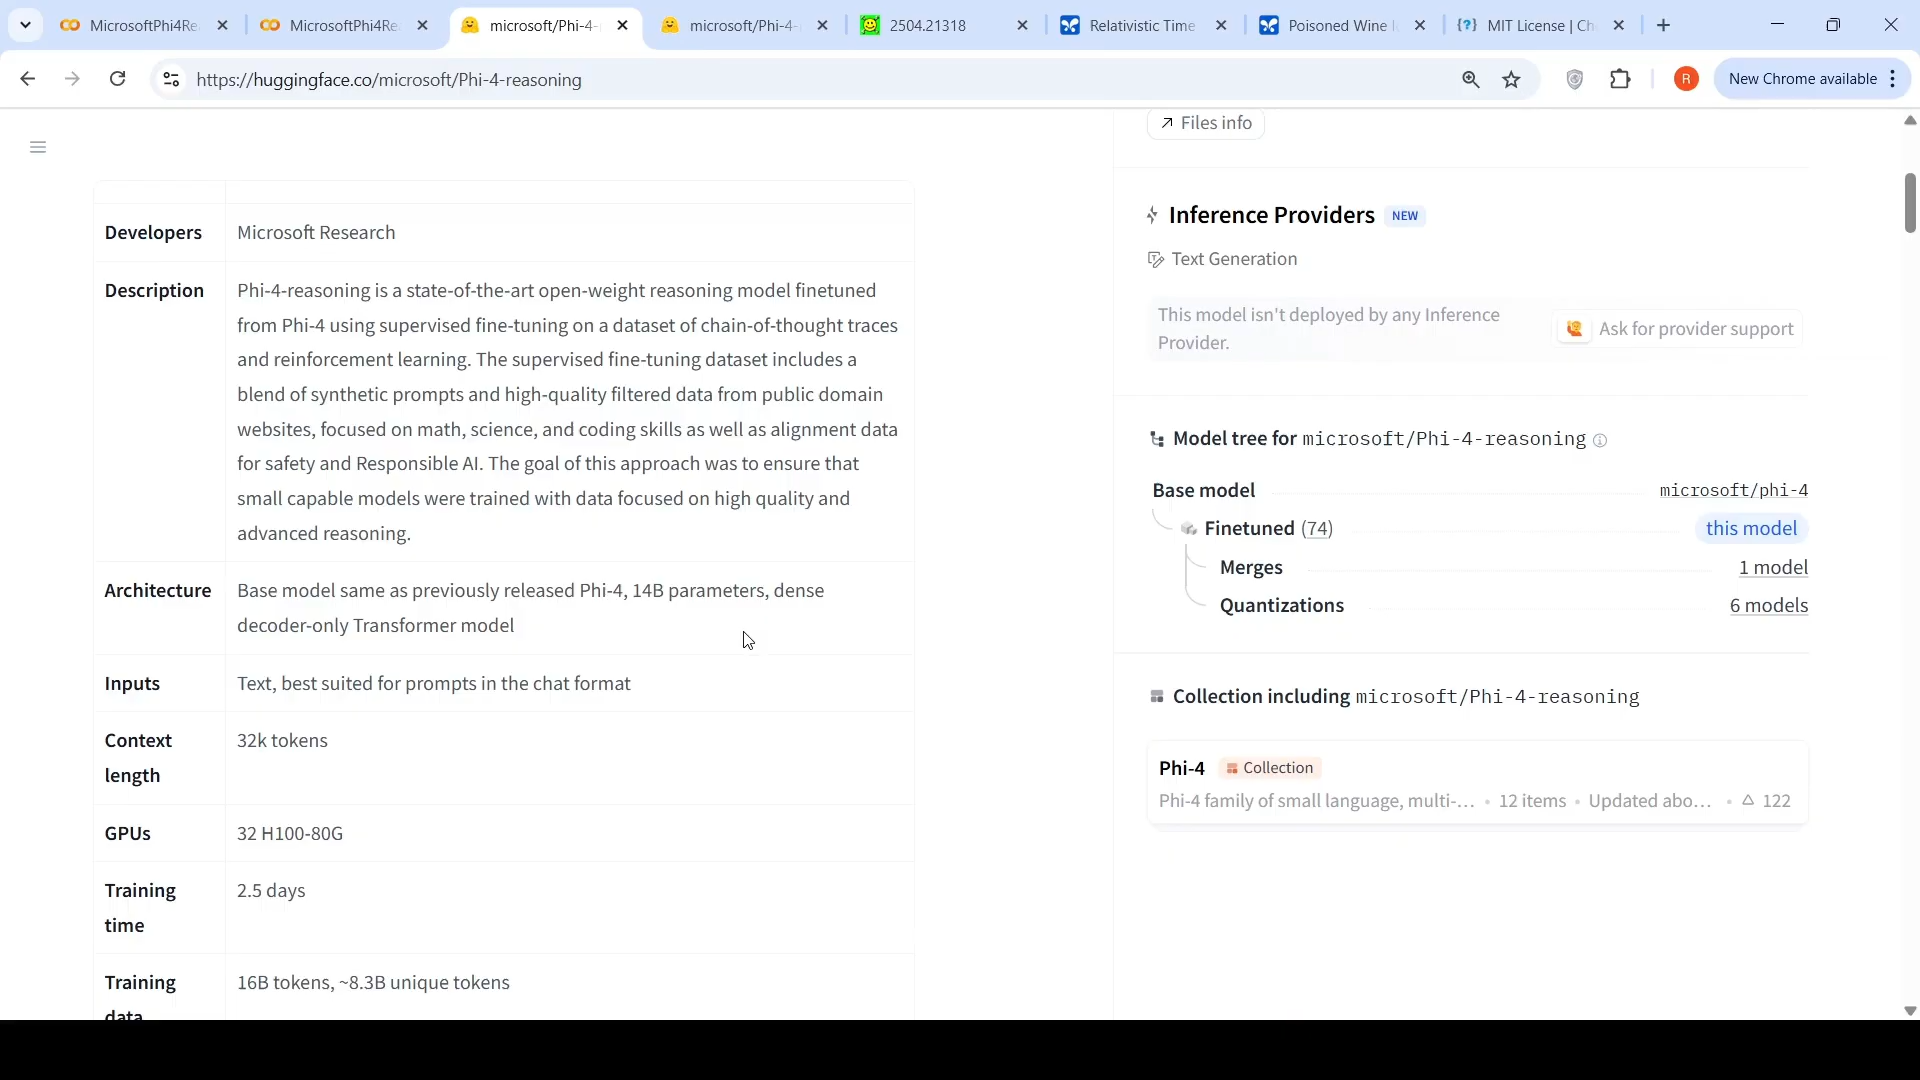 MicrosoftPhi4Re
MicrosoftPhi4Re
microsoft/Phi-4-
microsoft/Phi-4-
2504.21318
Relativistic Time
Poisoned Wine I
MIT License | Ch
https://huggingface.co/microsoft/Phi-4-reasoning
R
New Chrome available
Files info
Developers
Microsoft Research
Description
Phi-4-reasoning is a state-of-the-art open-weight reasoning model finetuned
from Phi-4 using supervised fine-tuning on a dataset of chain-of-thought traces
and reinforcement learning. The supervised fine-tuning dataset includes a
blend of synthetic prompts and high-quality filtered data from public domain
websites, focused on math, science, and coding skills as well as alignment data
for safety and Responsible AI. The goal of this approach was to ensure that
small capable models were trained with data focused on high quality and
advanced reasoning.
Architecture
Base model same as previously released Phi-4, 14B parameters, dense
decoder-only Transformer model
Inputs
Text, best suited for prompts in the chat format
Context
length
32k tokens
GPUs
32 H100-80G
Training
time
2.5 days
Training
data
16B tokens, ~8.3B unique tokens
Inference Providers NEW
Text Generation
This model isn't deployed by any Inference
Provider.
Ask for provider support
Model tree for microsoft/Phi-4-reasoning
Base model microsoft/phi-4
Finetuned (74) this model
Merges 1 model
Quantizations 6 models
Collection including microsoft/Phi-4-reasoning
Phi-4 Collection
Phi-4 family of small language, multi-... • 12 items • Updated abo... • 122